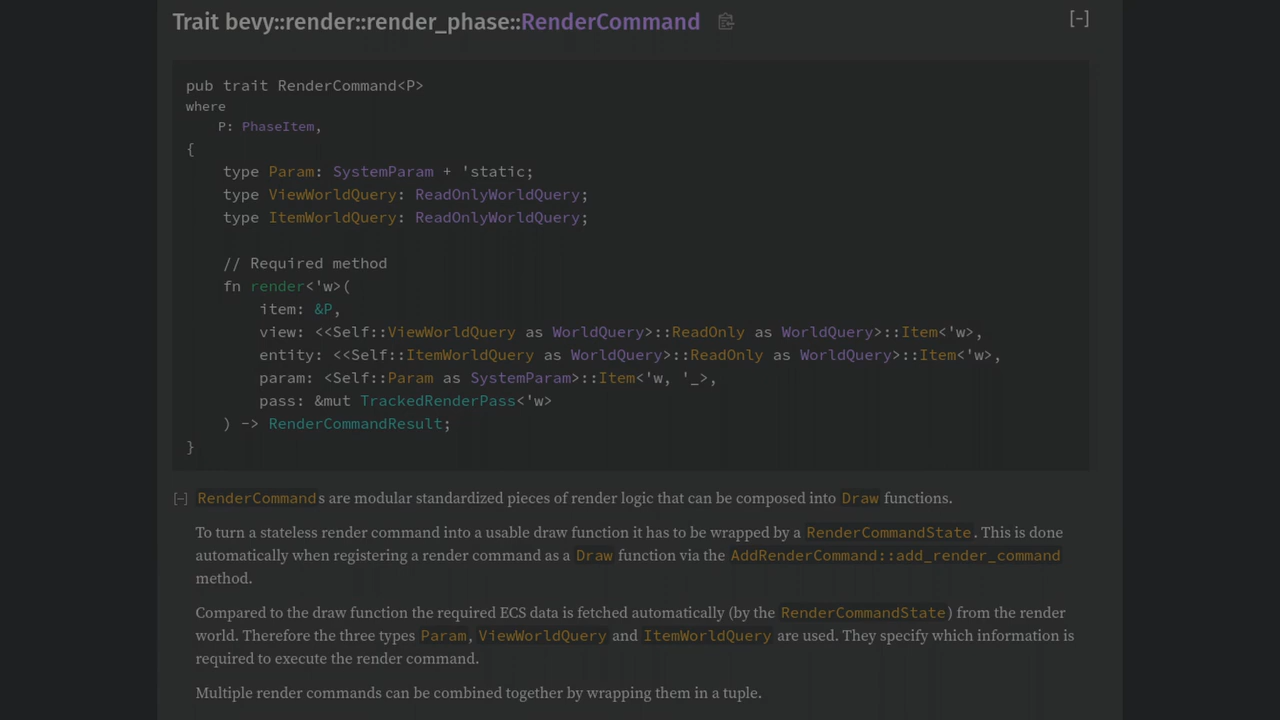 Trait bevy::render::render_phase::RenderCommand
[-]
pub trait RenderCommand<P>
where
    P: PhaseItem,
{
    type Param: SystemParam + 'static;
    type ViewWorldQuery: ReadOnlyWorldQuery;
    type ItemWorldQuery: ReadOnlyWorldQuery;

    // Required method
    fn render<'w>(
        item: &P,
        view: <<Self::ViewWorldQuery as WorldQuery>::ReadOnly as WorldQuery>::Item<'w>,
        entity: <<Self::ItemWorldQuery as WorldQuery>::ReadOnly as WorldQuery>::Item<'w>,
        param: <Self::Param as SystemParam>::Item<'w, '_>,
        pass: &mut TrackedRenderPass<'w>
    ) -> RenderCommandResult;
}
[-] RenderCommands are modular standardized pieces of render logic that can be composed into Draw functions.
To turn a stateless render command into a usable draw function it has to be wrapped by a RenderCommandState. This is done
automatically when registering a render command as a Draw function via the AddRenderCommand::add_render_command
method.
Compared to the draw function the required ECS data is fetched automatically (by the RenderCommandState) from the render
world. Therefore the three types Param, ViewWorldQuery and ItemWorldQuery are used. They specify which information is
required to execute the render command.
Multiple render commands can be combined together by wrapping them in a tuple.